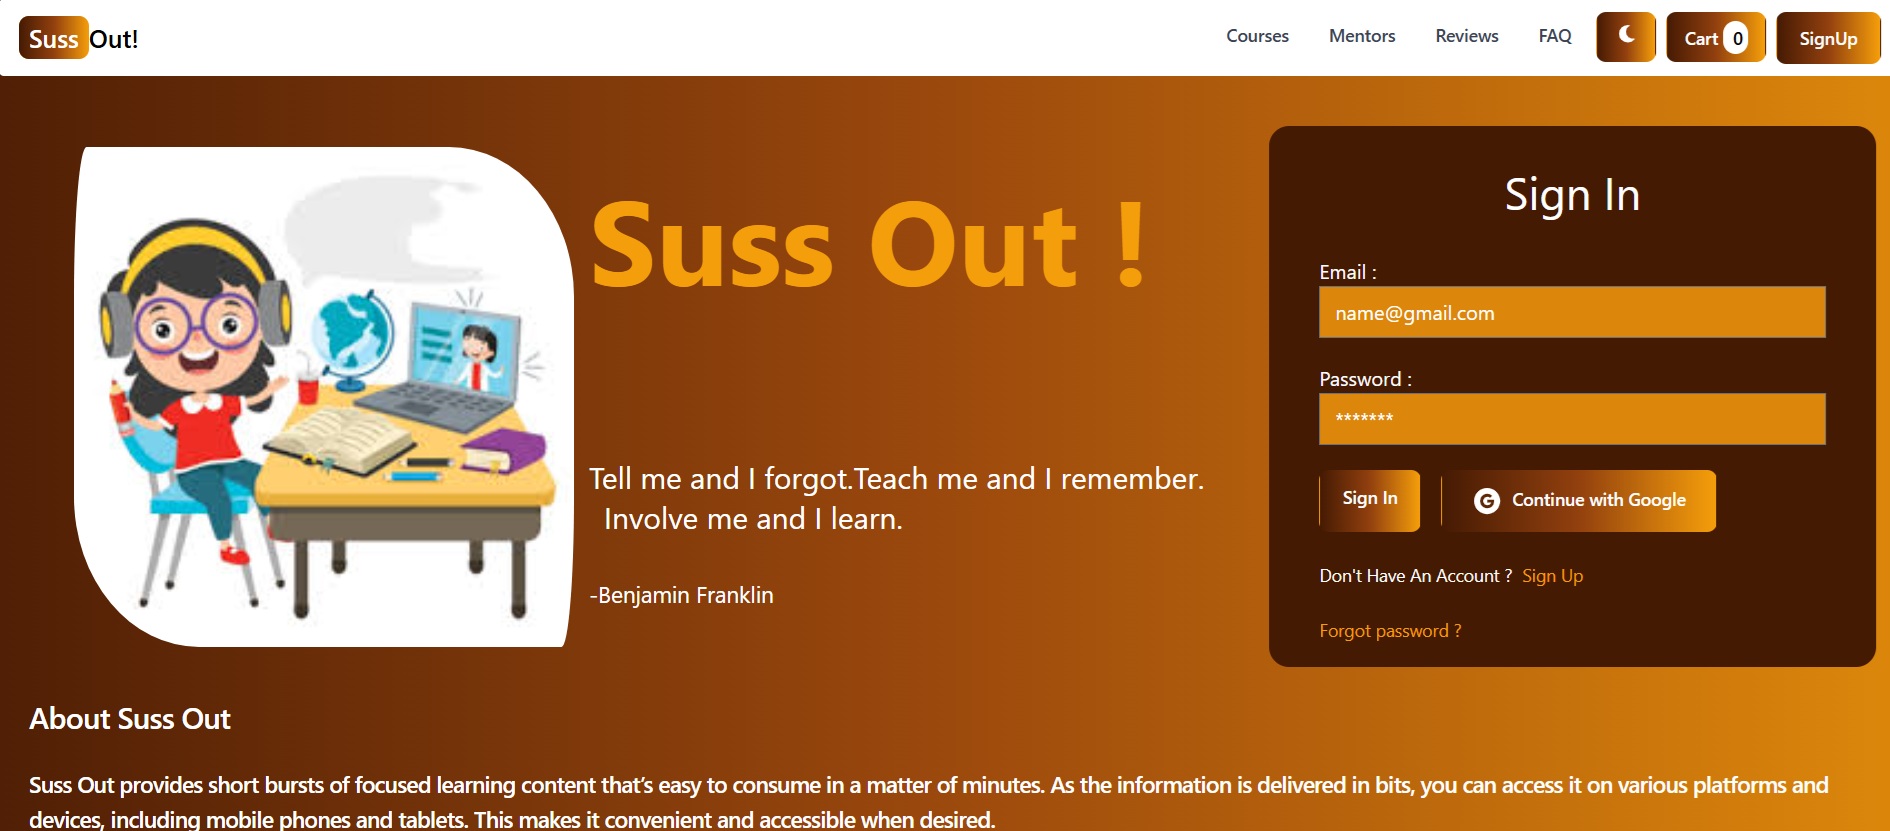 Suss Out!
Courses Mentors Reviews FAQ Cart 0 SignUp
Suss Out !
Tell me and I forgot.Teach me and I remember.
Involve me and I learn.
-Benjamin Franklin
Sign In
Email :
name@gmail.com
Password :
*******
Sign In G Continue with Google
Don't Have An Account ? Sign Up
Forgot password ?
About Suss Out
Suss Out provides short bursts of focused learning content that’s easy to consume in a matter of minutes. As the information is delivered in bits, you can access it on various platforms and
devices, including mobile phones and tablets. This makes it convenient and accessible when desired.